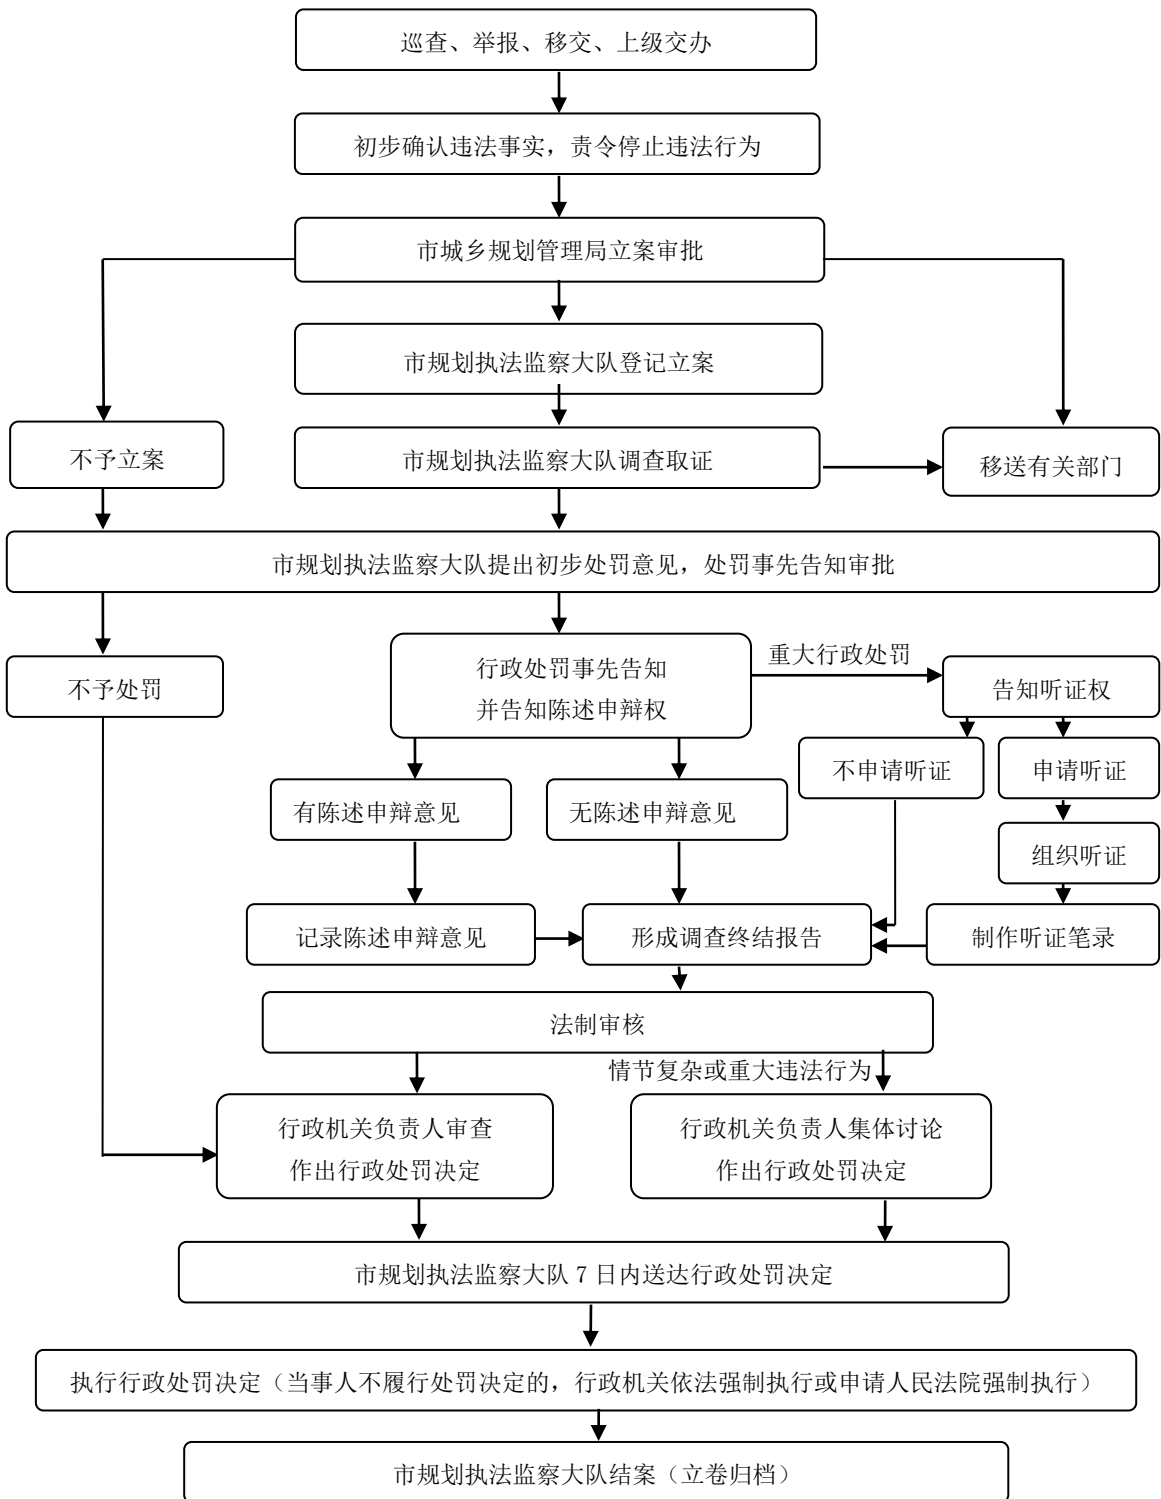 巡查、举报、移交、上级交办
初步确认违法事实，责令停止违法行为
市城乡规划管理局立案审批
市规划执法监察大队登记立案
不予立案
市规划执法监察大队调查取证
移送有关部门
市规划执法监察大队提出初步处罚意见，处罚事先告知审批
行政处罚事先告知
并告知陈述申辩权
重大行政处罚
告知听证权
不予处罚
不申请听证
申请听证
有陈述申辩意见
无陈述申辩意见
组织听证
记录陈述申辩意见
形成调查终结报告
制作听证笔录
法制审核
情节复杂或重大违法行为
行政机关负责人审查
作出行政处罚决定
行政机关负责人集体讨论
作出行政处罚决定
市规划执法监察大队 7 日内送达行政处罚决定
执行行政处罚决定（当事人不履行处罚决定的，行政机关依法强制执行或申请人民法院强制执行）
市规划执法监察大队结案（立卷归档）